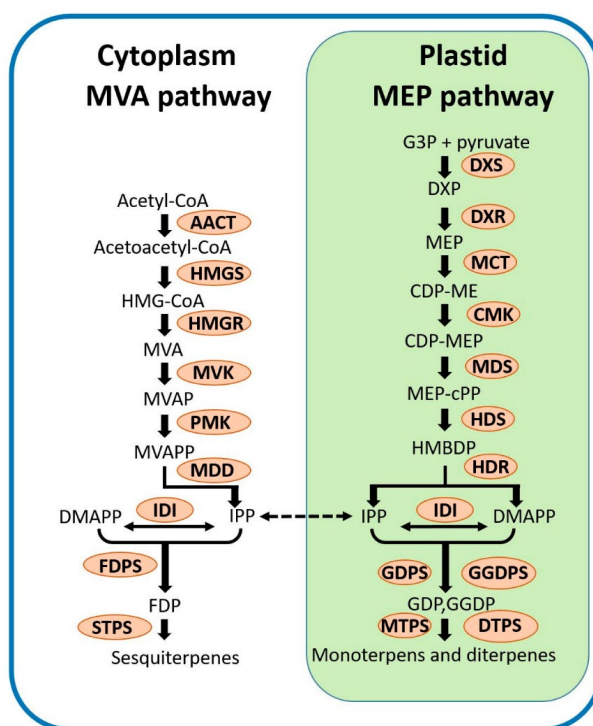 Cytoplasm
MVA pathway
Acetyl-CoA
AACT
Acetoacetyl-CoA
HMGS
HMG-CoA
HMGR
MVA
MVK
MVAP
PMK
MVAPP
MDD
DMAPP
IDI
IPP
FDPS
FDP
STPS
Sesquiterpenes
Plastid
MEP pathway
G3P + pyruvate
DXS
DXP
DXR
MEP
MCT
CDP-ME
CMK
CDP-MEP
MDS
MEP-cPP
HDS
HMBDP
HDR
IPP
IDI
DMAPP
GDPS
GGDPS
GDP,GGDP
MTPS
DTPS
Monoterpens and diterpenes